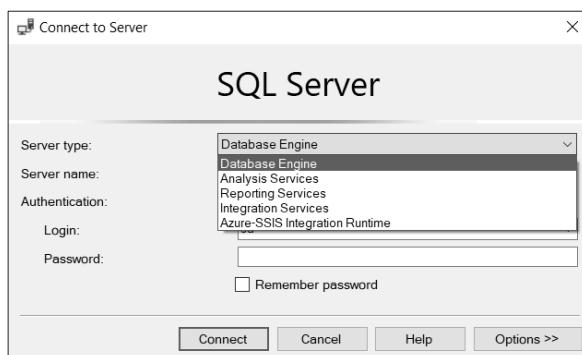 Connect to Server
SQL Server
Server type:
Database Engine
Database Engine
Server name:
Analysis Services
Reporting Services
Authentication:
Integration Services
Azure-SSIS Integration Runtime
Login:
Password:
Remember password
Connect Cancel Help Options >>